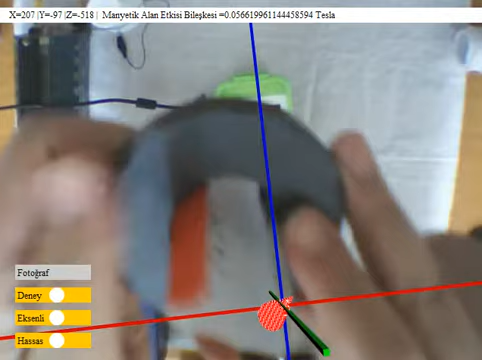 X=207 |Y=-97 |Z=-518 | Manyetik Alan Etkisi Bileşkesi =0.056619961144458594 Tesla
Fotoğraf
Deney
Eksenli
Hassas